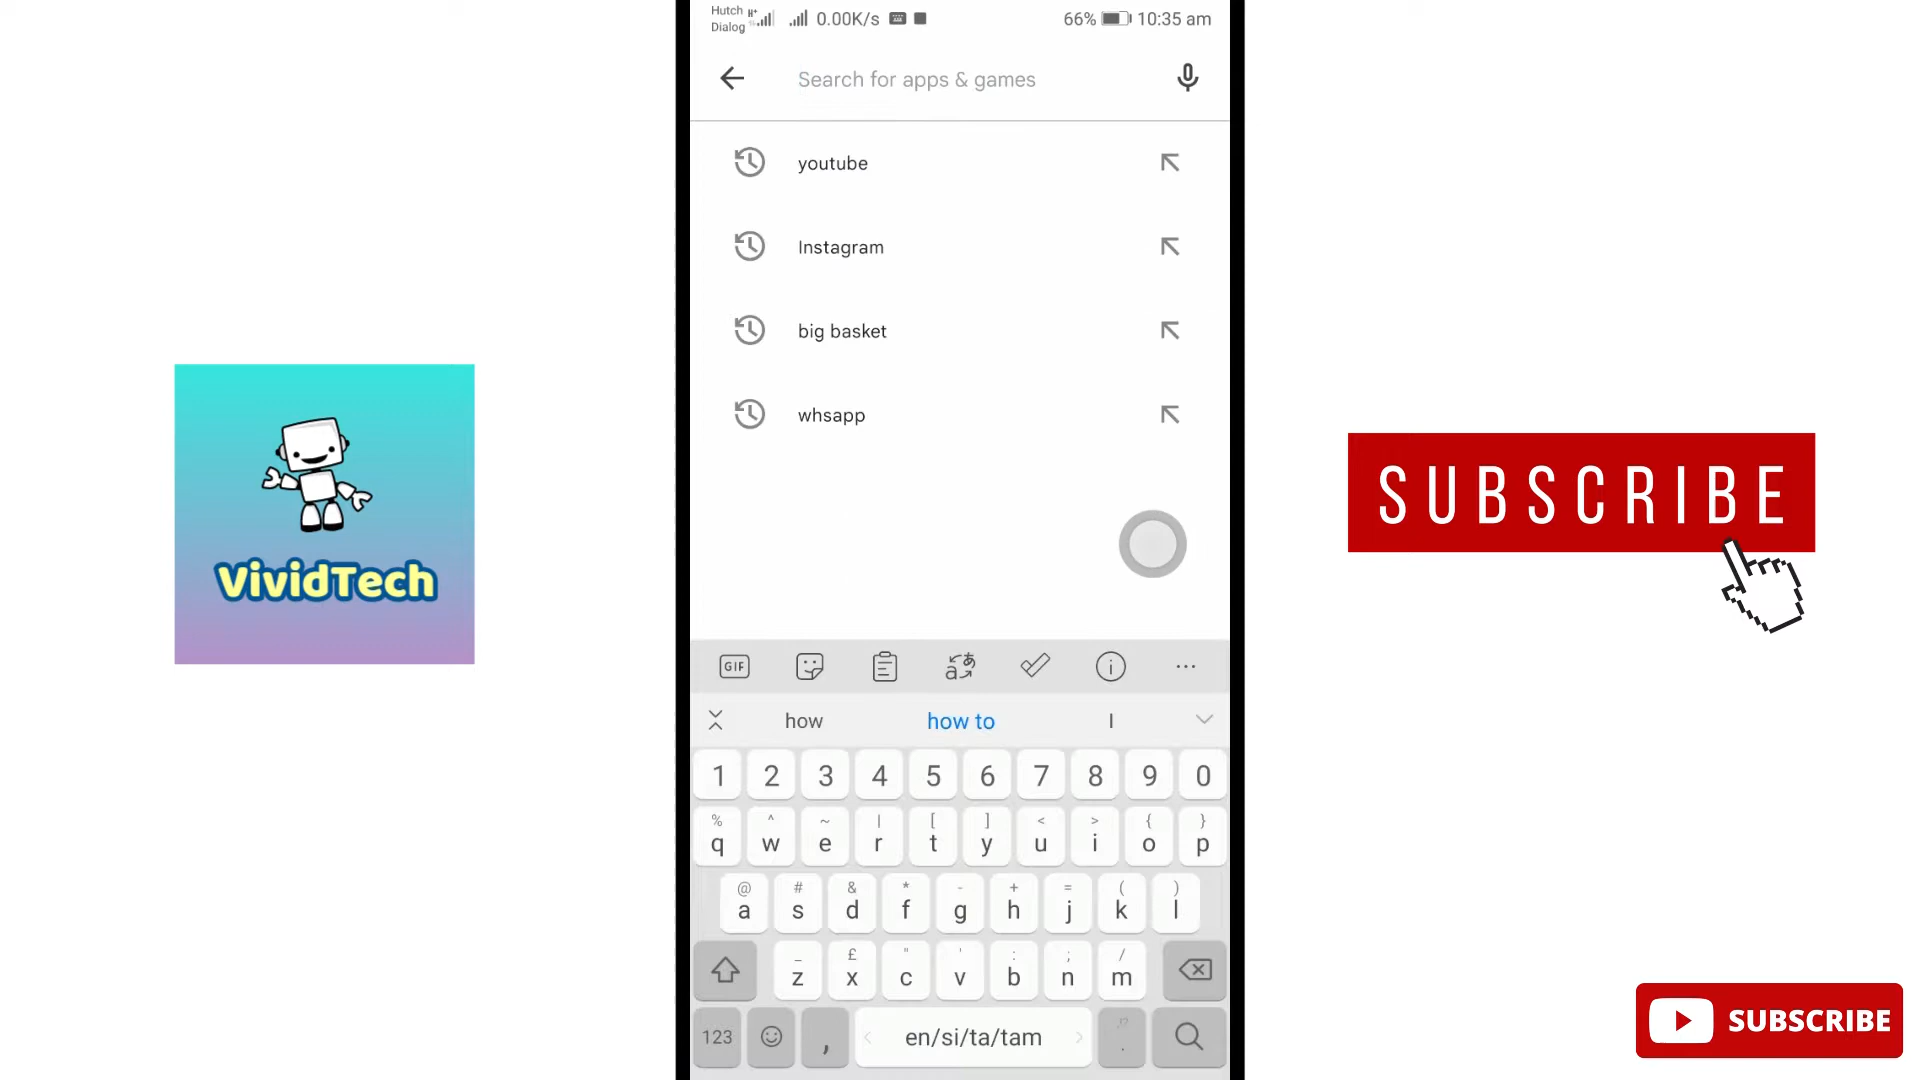 Hutch
Dialog
H+
0.00K/s
66%
10:35 am
Search for apps & games
youtube
Instagram
big basket
whsapp
VividTech
SUBSCRIBE
GIF
how
how to
I
1 2 3 4 5 6 7 8 9 0
% ^ ~ | [ ] < > { }
q w e r t y u i o p
@ # & * - + = ( )
a s d f g h j k l
_ £ " ' : ; /
z x c v b n m
123
,
en/si/ta/tam
!?
.
SUBSCRIBE